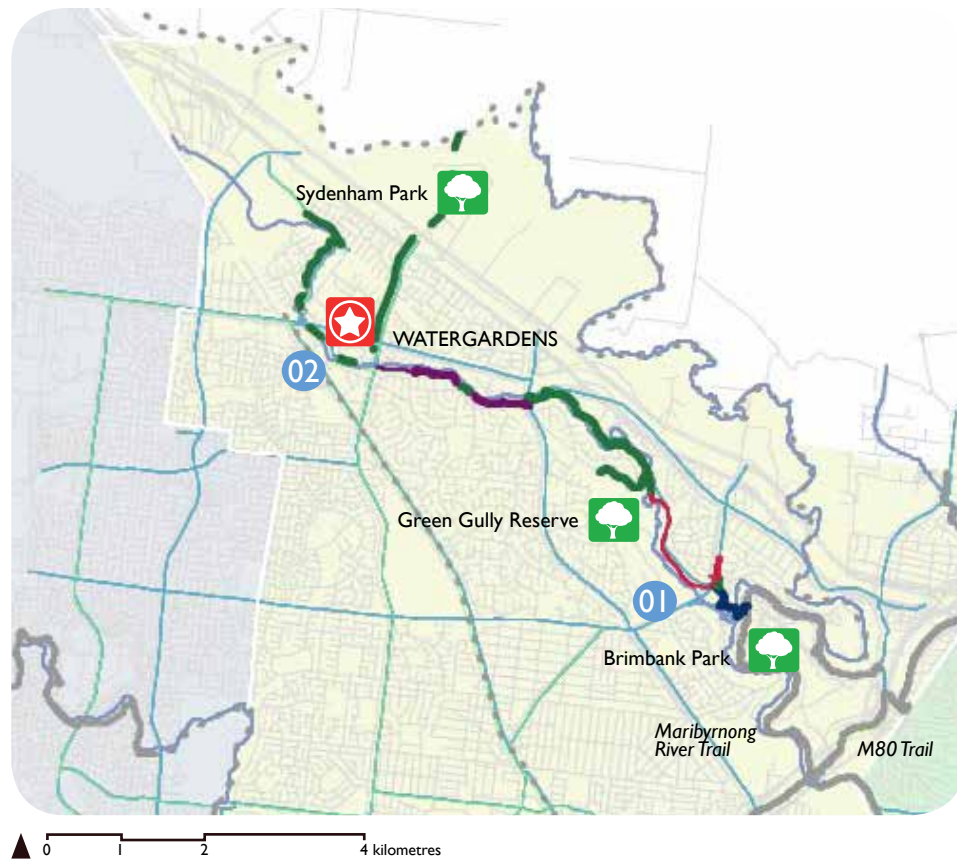 Sydenham Park
WATERGARDENS
02
Green Gully Reserve
01
Brimbank Park
Maribyrnong
River Trail
M80 Trail
0 1 2 4 kilometres